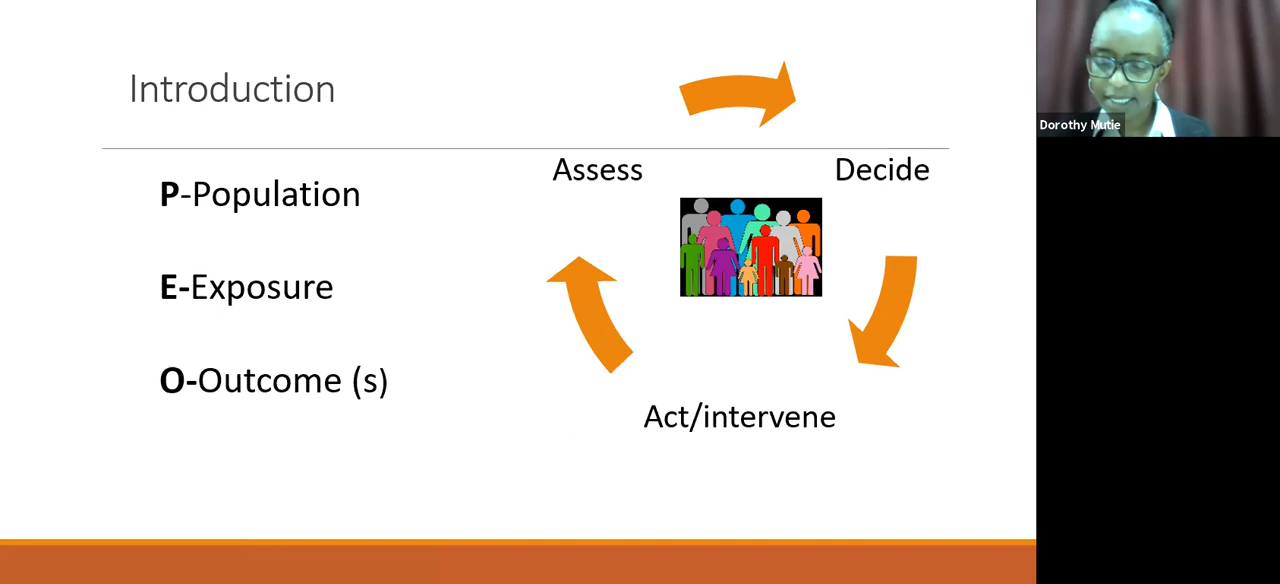 Introduction
P-Population
E-Exposure
O-Outcome (s)
Assess
Decide
Act/intervene
Dorothy Mutie